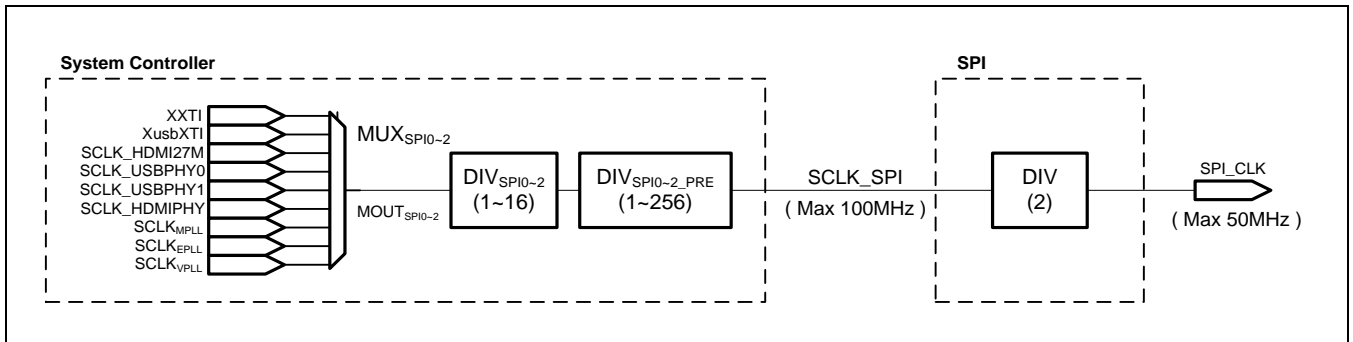 System Controller
SPI
XXTI
XusbXTI
SCLK_HDMI27M
SCLK_USBPHY0
SCLK_USBPHY1
SCLK_HDMIPHY
SCLKMPLL
SCLKEPLL
SCLKVPLL
MUXSPI0~2
MOUTSPI0~2
DIVSPI0~2
(1~16)
DIVSPI0~2_PRE
(1~256)
SCLK_SPI
( Max 100MHz )
DIV
(2)
SPI_CLK
( Max 50MHz )